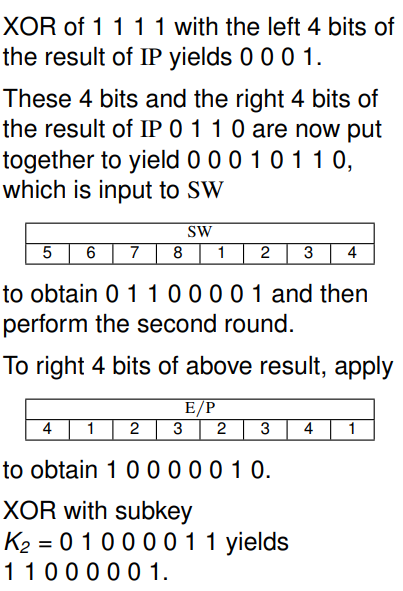 XOR of 1 1 1 1 with the left 4 bits of
the result of IP yields 0 0 0 1.
These 4 bits and the right 4 bits of
the result of IP 0 1 1 0 are now put
together to yield 0 0 0 1 0 1 1 0,
which is input to SW
SW
5 6 7 8 1 2 3 4
to obtain 0 1 1 0 0 0 0 1 and then
perform the second round.
To right 4 bits of above result, apply
E/P
4 1 2 3 2 3 4 1
to obtain 1 0 0 0 0 0 1 0.
XOR with subkey
K2 = 0 1 0 0 0 0 1 1 yields
1 1 0 0 0 0 0 1.